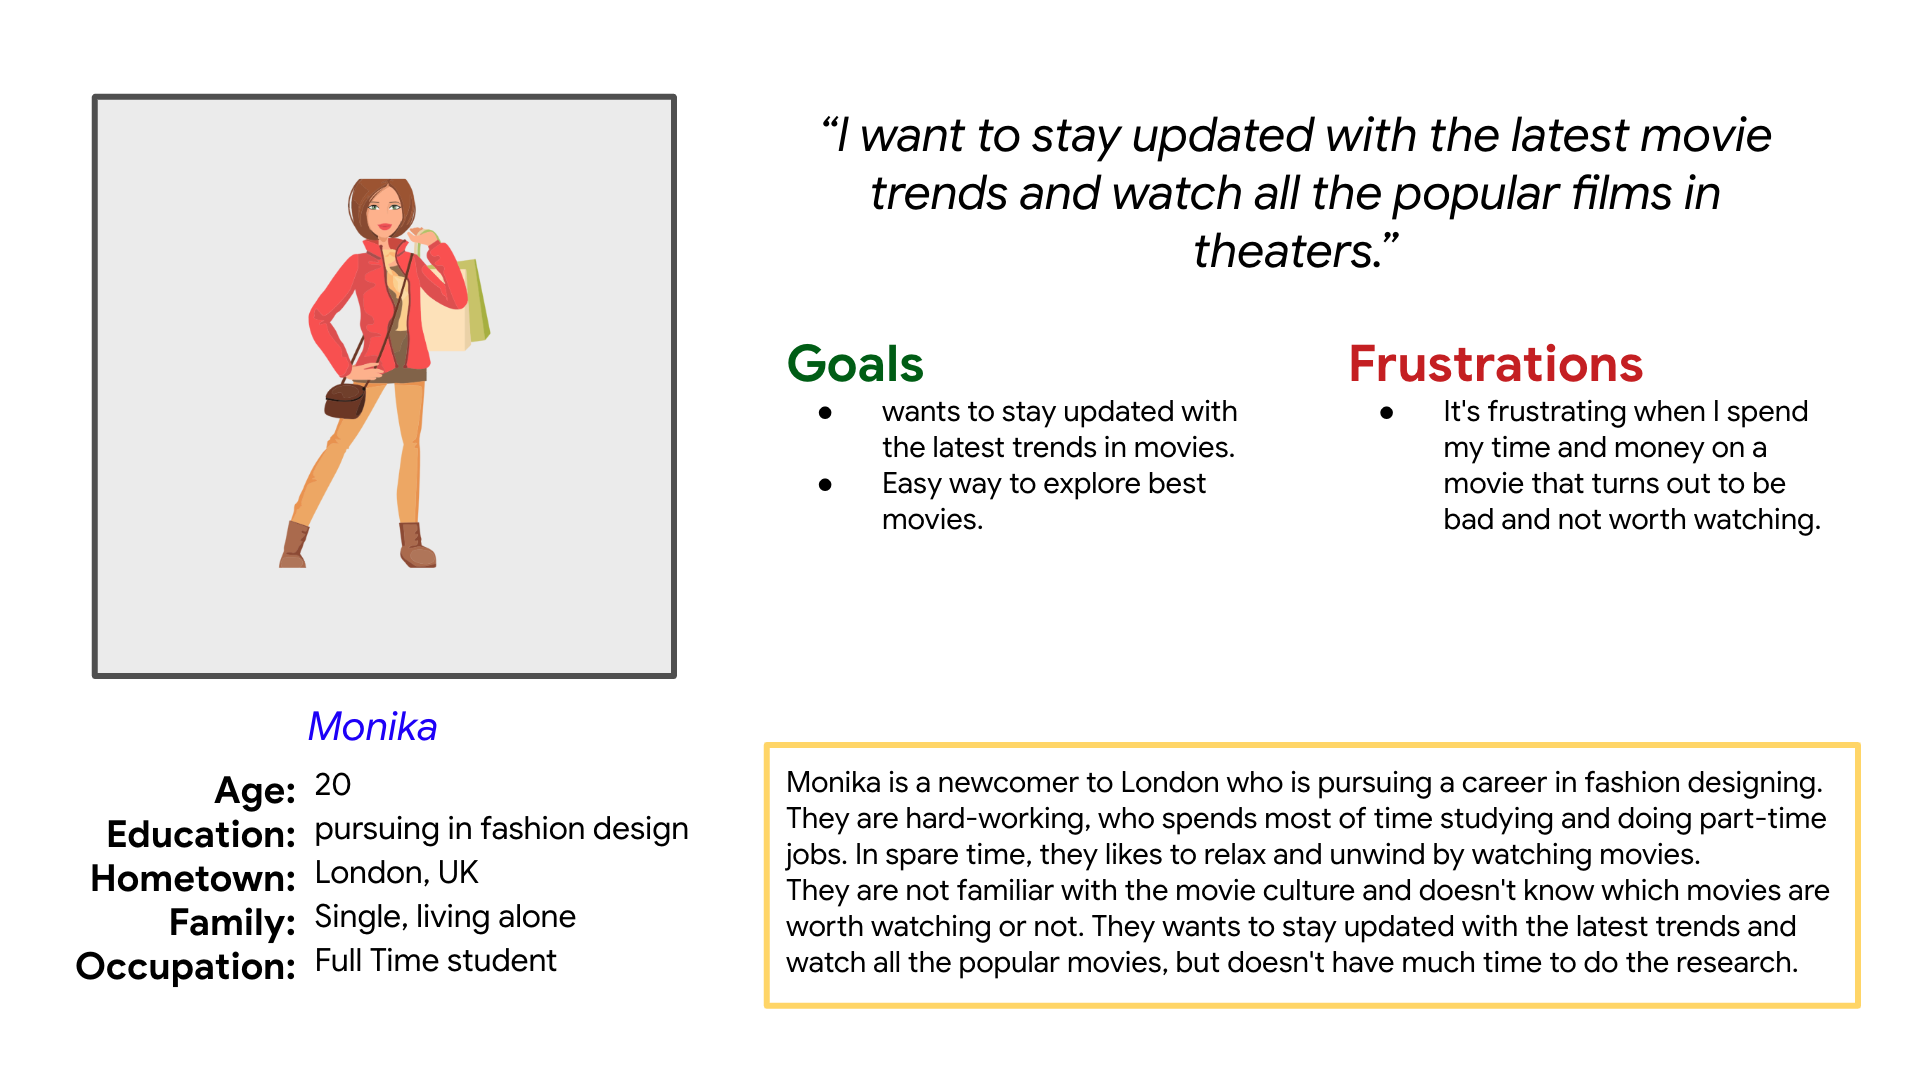 “I want to stay updated with the latest movie
trends and watch all the popular films in
theaters.”
Goals
● wants to stay updated with
the latest trends in movies.
● Easy way to explore best
movies.
Frustrations
● It's frustrating when I spend
my time and money on a
movie that turns out to be
bad and not worth watching.
Monika
Age: 20
Education: pursuing in fashion design
Hometown: London, UK
Family: Single, living alone
Occupation: Full Time student
Monika is a newcomer to London who is pursuing a career in fashion designing.
They are hard-working, who spends most of time studying and doing part-time
jobs. In spare time, they likes to relax and unwind by watching movies.
They are not familiar with the movie culture and doesn't know which movies are
worth watching or not. They wants to stay updated with the latest trends and
watch all the popular movies, but doesn't have much time to do the research.